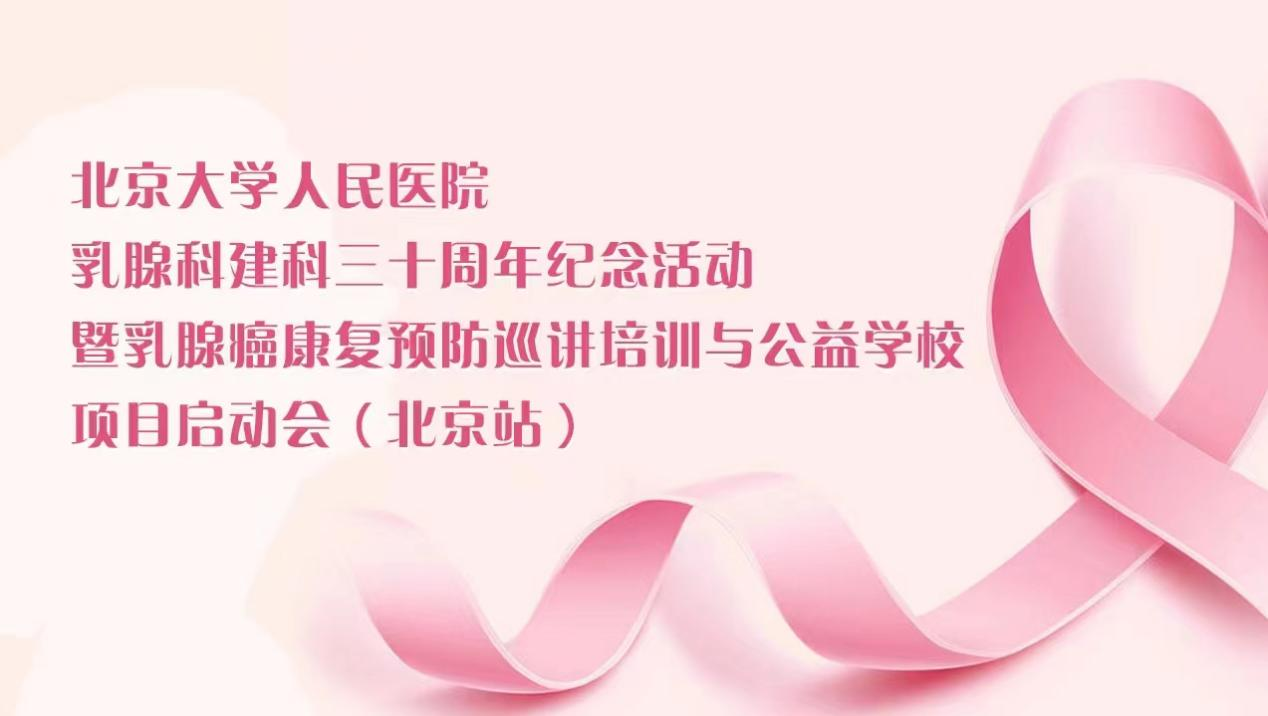 北京大学人民医院
乳腺科建科三十周年纪念活动
暨乳腺癌康复预防巡讲培训与公益学校
项目启动会（北京站）